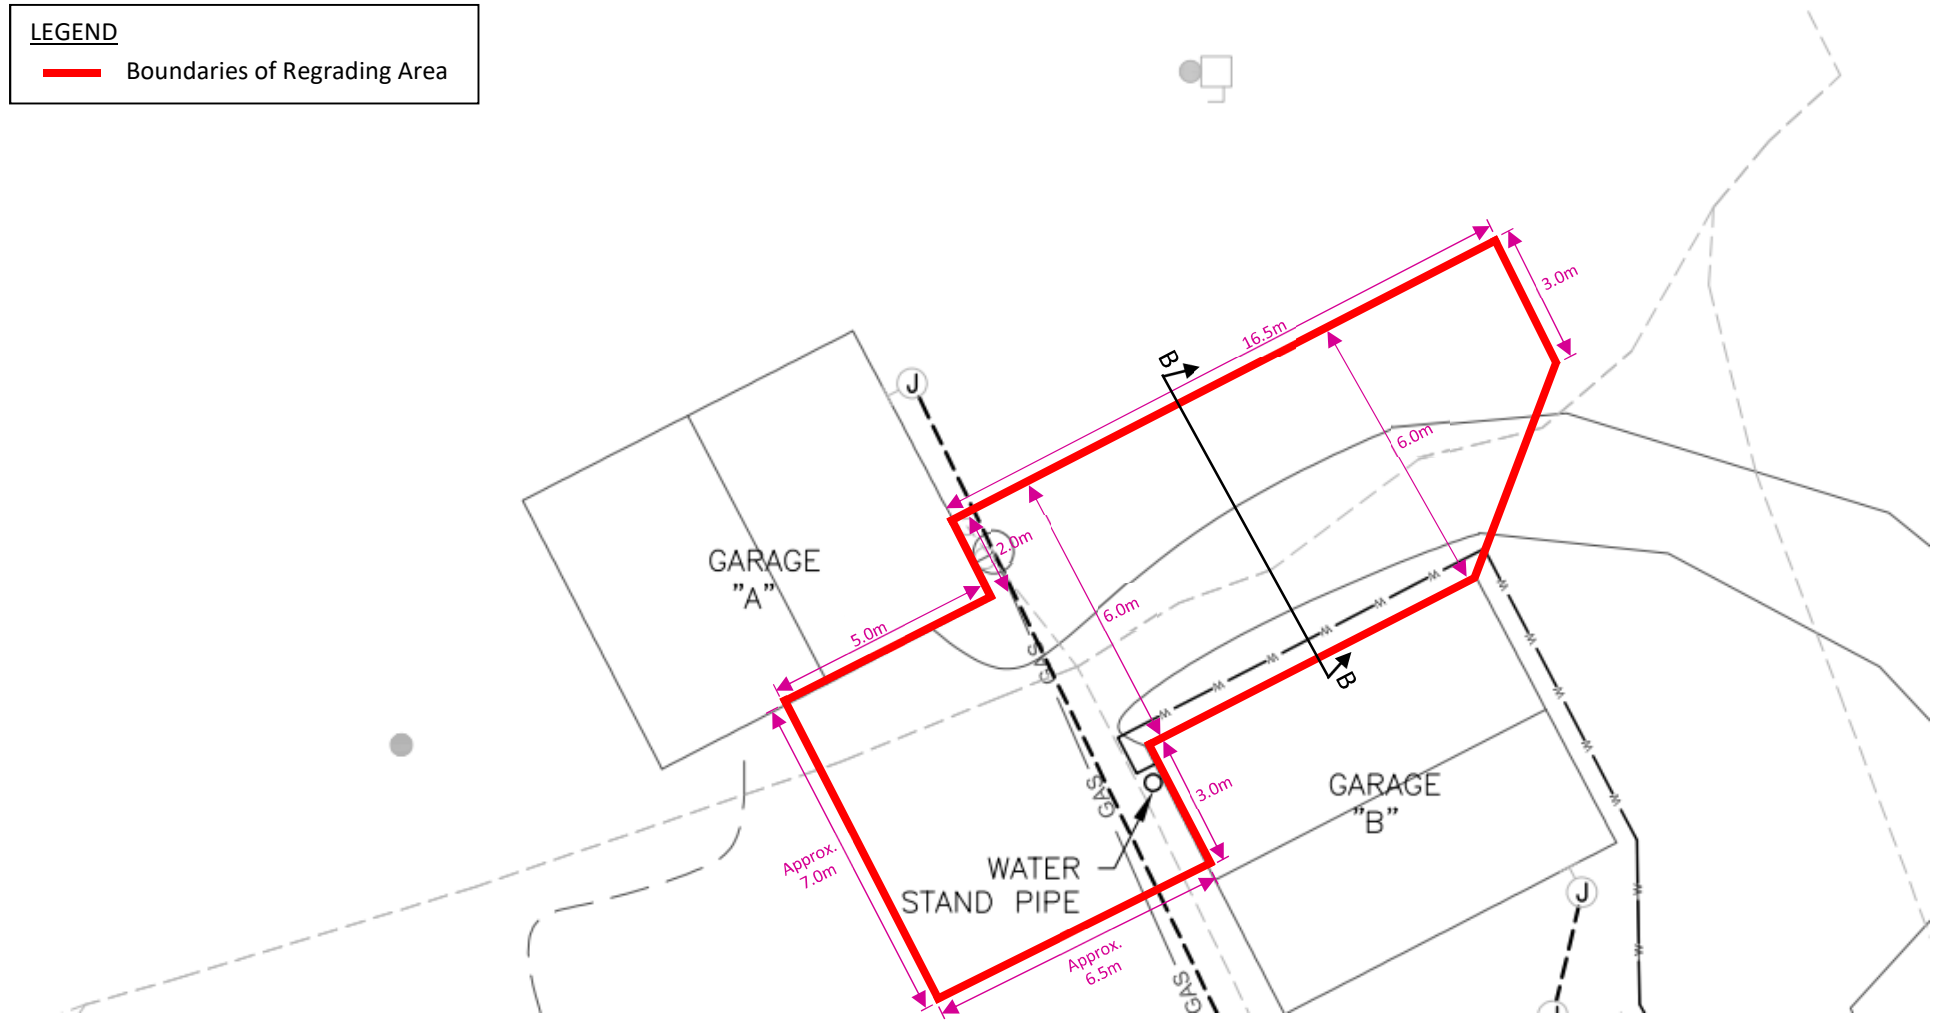 LEGEND
Boundaries of Regrading Area
3.0m
16.5m
B
J
6.0m
2.0m
GARAGE
"A"
5.0m
6.0m
GAS
W W W W W W
B
W
W
W
W
W
W
3.0m
GARAGE
"B"
GAS
Approx.
7.0m
WATER
STAND PIPE
J
Approx.
6.5m
GAS